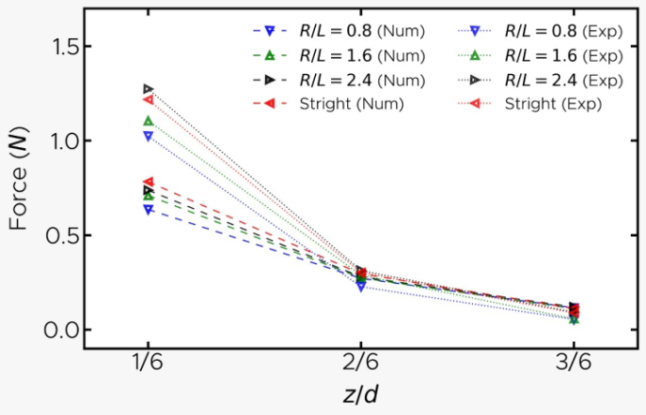 R/L = 0.8 (Num)
R/L = 1.6 (Num)
R/L = 2.4 (Num)
Stright (Num)
R/L = 0.8 (Exp)
R/L = 1.6 (Exp)
R/L = 2.4 (Exp)
Stright (Exp)
Force (N)
1.5
1.0
0.5
0.0
1/6 2/6 3/6
z/d